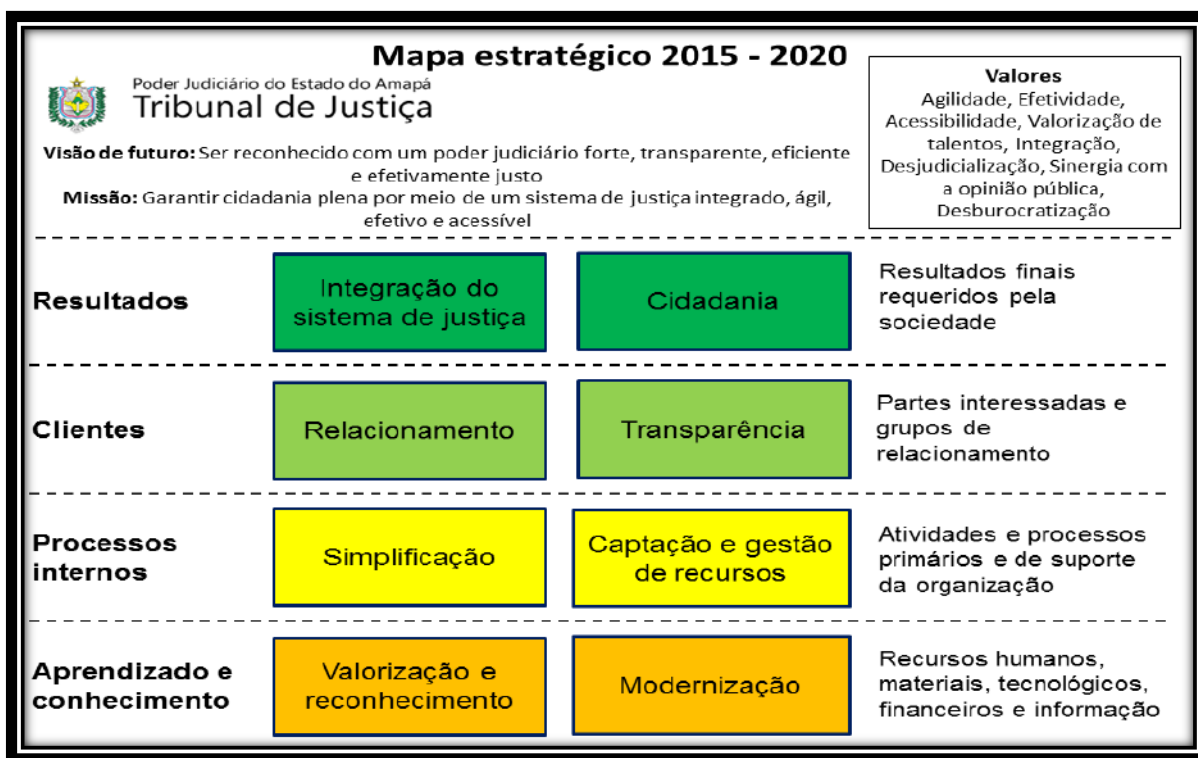 Mapa estratégico 2015 - 2020
Poder Judiciário do Estado do Amapá
Tribunal de Justiça
Visão de futuro: Ser reconhecido com um poder judiciário forte, transparente, eficiente
e efetivamente justo
Missão: Garantir cidadania plena por meio de um sistema de justiça integrado, ágil,
efetivo e acessível
Valores
Agilidade, Efetividade,
Acessibilidade, Valorização de
talentos, Integração,
Desjudicialização, Sinergia com
a opinião pública,
Desburocratização
Resultados
Integração do
sistema de justiça
Cidadania
Resultados finais
requeridos pela
sociedade
Clientes
Relacionamento
Transparência
Partes interessadas e
grupos de
relacionamento
Processos
internos
Simplificação
Captação e gestão
de recursos
Atividades e processos
primários e de suporte
da organização
Aprendizado e
conhecimento
Valorização e
reconhecimento
Modernização
Recursos humanos,
materiais, tecnológicos,
financeiros e informação